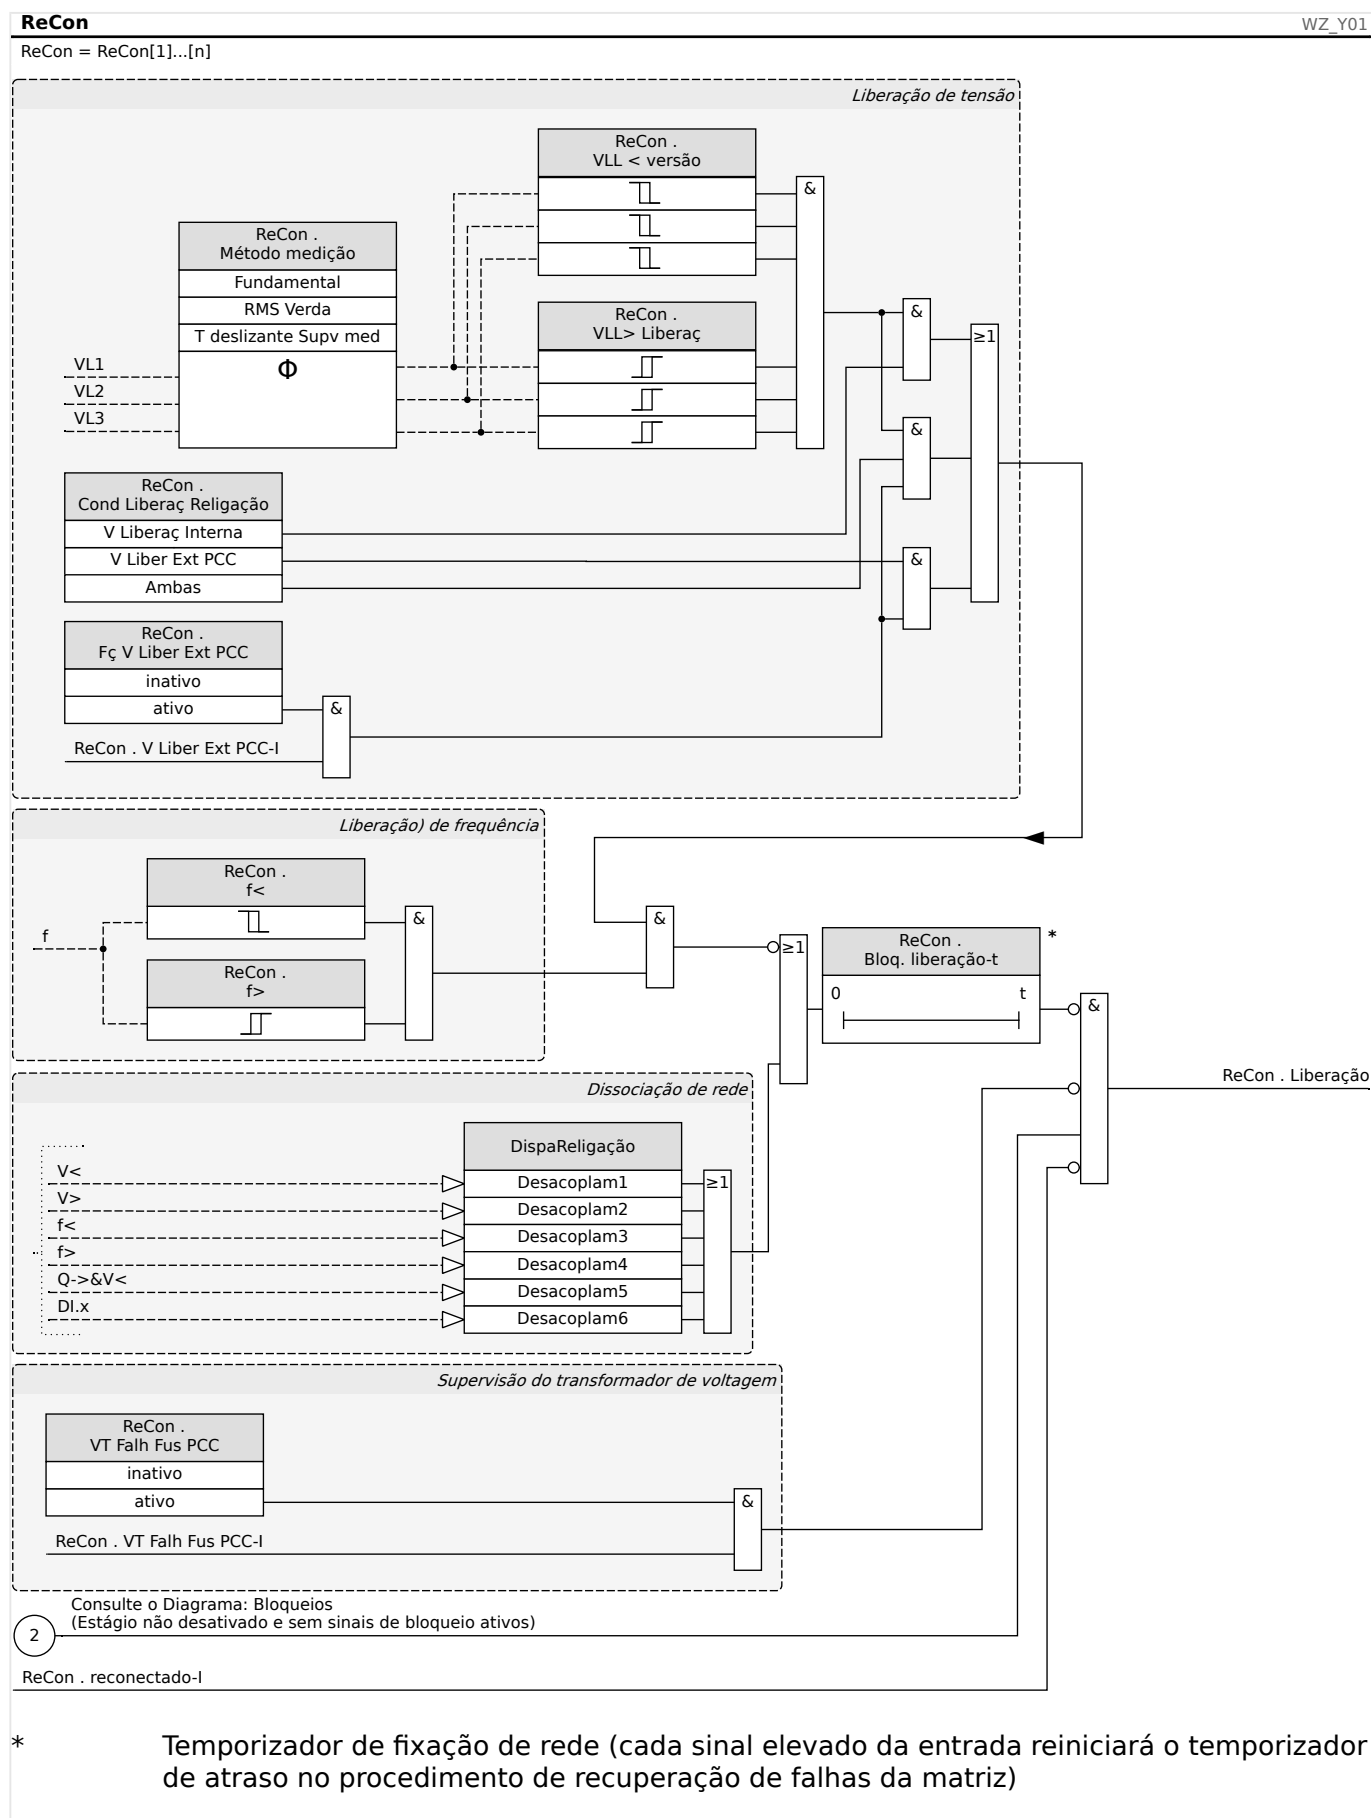 ReCon
WZ_Y01
ReCon = ReCon[1]...[n]
Liberação de tensão
ReCon .
VLL < versão
&
ReCon .
Método medição
Fundamental
RMS Verda
T deslizante Supv med
Φ
VL1
VL2
VL3
ReCon .
VLL> Liberaç
&
≥1
&
ReCon .
Cond Liberaç Religação
V Liberaç Interna
V Liber Ext PCC
Ambas
&
ReCon .
Fç V Liber Ext PCC
inativo
ativo
&
ReCon . V Liber Ext PCC-I
Liberação) de frequência
ReCon .
f<
f
&
ReCon .
f>
&
≥1
ReCon .
Bloq. liberação-t
*
0
t
&
ReCon . Liberação
Dissociação de rede
DispaReligação
V<
Desacoplam1
≥1
V>
Desacoplam2
f<
Desacoplam3
f>
Desacoplam4
Q->&V<
Desacoplam5
DI.x
Desacoplam6
Supervisão do transformador de voltagem
ReCon .
VT Falh Fus PCC
inativo
ativo
&
ReCon . VT Falh Fus PCC-I
Consulte o Diagrama: Bloqueios
(Estágio não desativado e sem sinais de bloqueio ativos)
2
ReCon . reconectado-I
* Temporizador de fixação de rede (cada sinal elevado da entrada reiniciará o temporizador
de atraso no procedimento de recuperação de falhas da matriz)